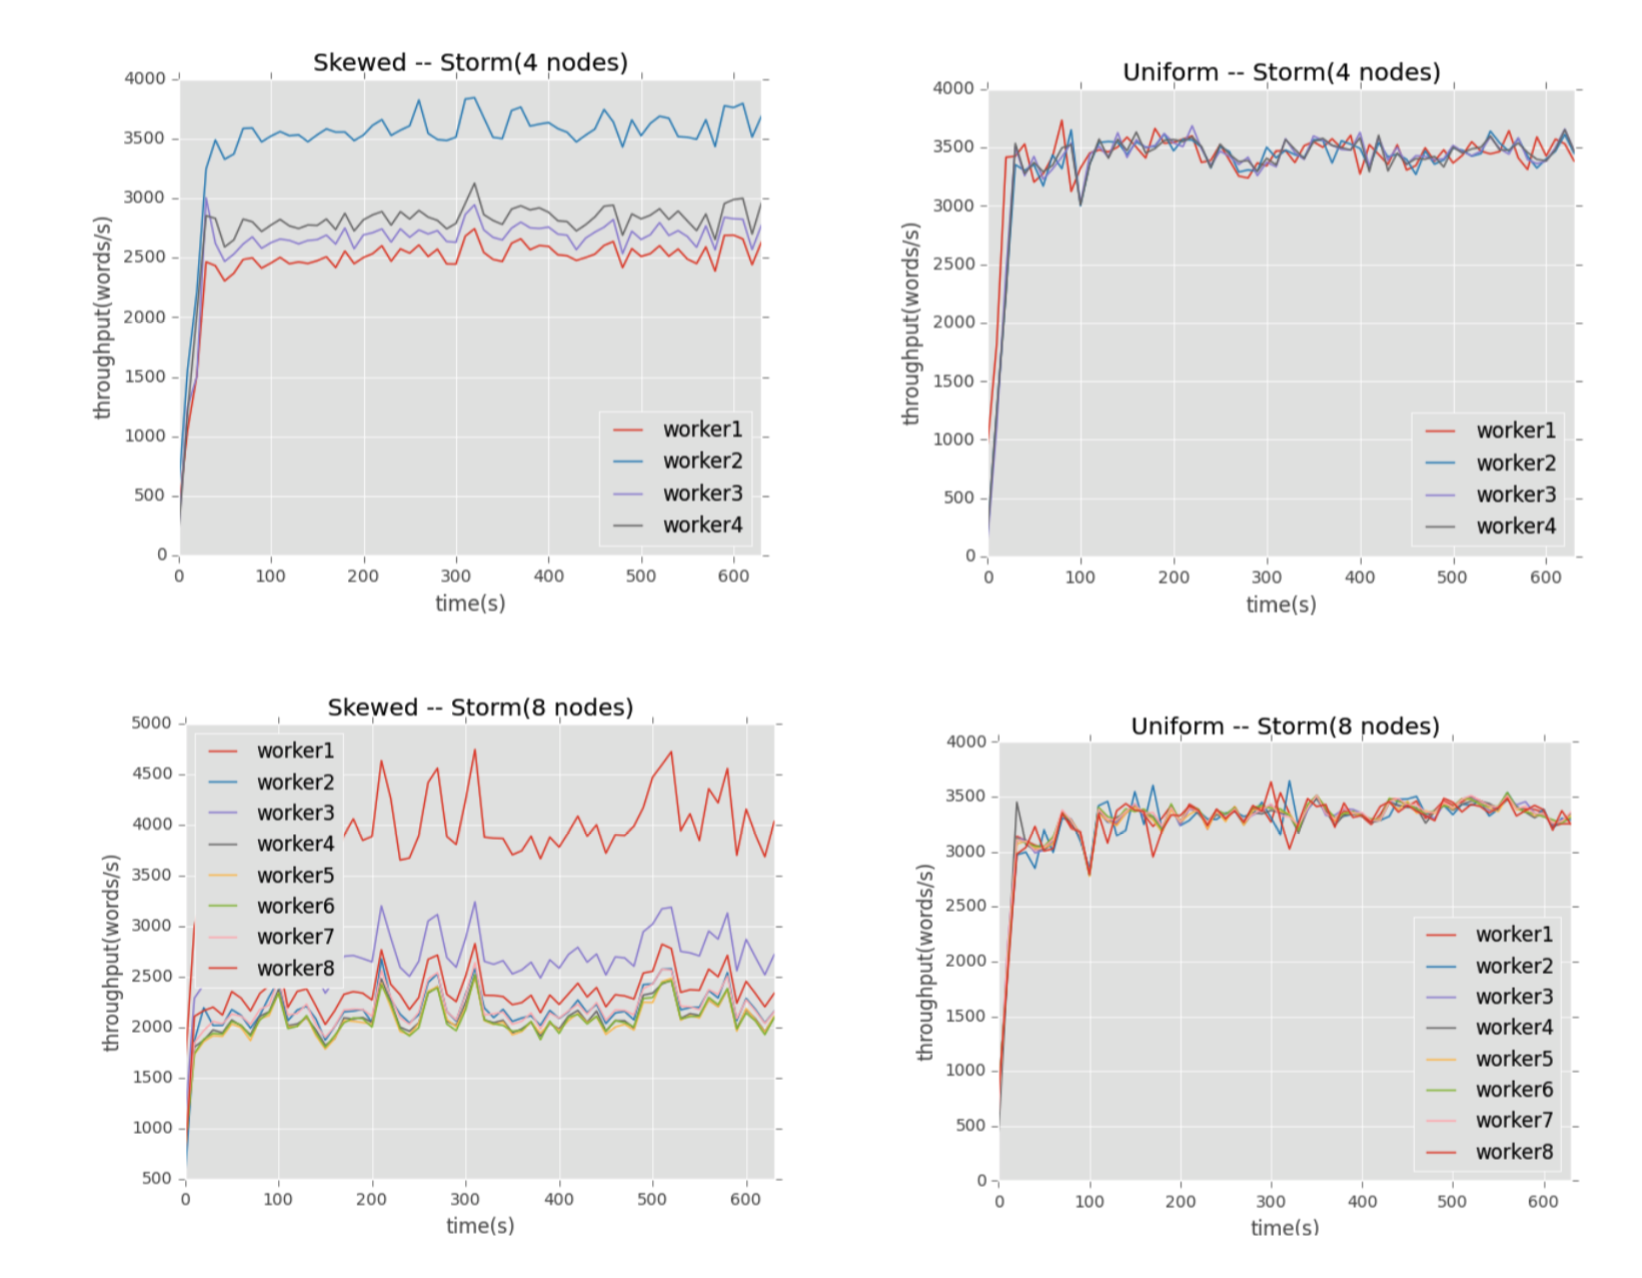 Skewed -- Storm(4 nodes)
4000
3500
3000
2500
2000
1500
1000
500
0
throughput(words/s)
worker1
worker2
worker3
worker4
0 100 200 300 400 500 600
time(s)
Uniform -- Storm(4 nodes)
4000
3500
3000
2500
2000
1500
1000
500
0
throughput(words/s)
worker1
worker2
worker3
worker4
0 100 200 300 400 500 600
time(s)
Skewed -- Storm(8 nodes)
5000
4500
4000
3500
3000
2500
2000
1500
1000
500
throughput(words/s)
worker1
worker2
worker3
worker4
worker5
worker6
worker7
worker8
0 100 200 300 400 500 600
time(s)
Uniform -- Storm(8 nodes)
4000
3500
3000
2500
2000
1500
1000
500
0
throughput(words/s)
worker1
worker2
worker3
worker4
worker5
worker6
worker7
worker8
0 100 200 300 400 500 600
time(s)